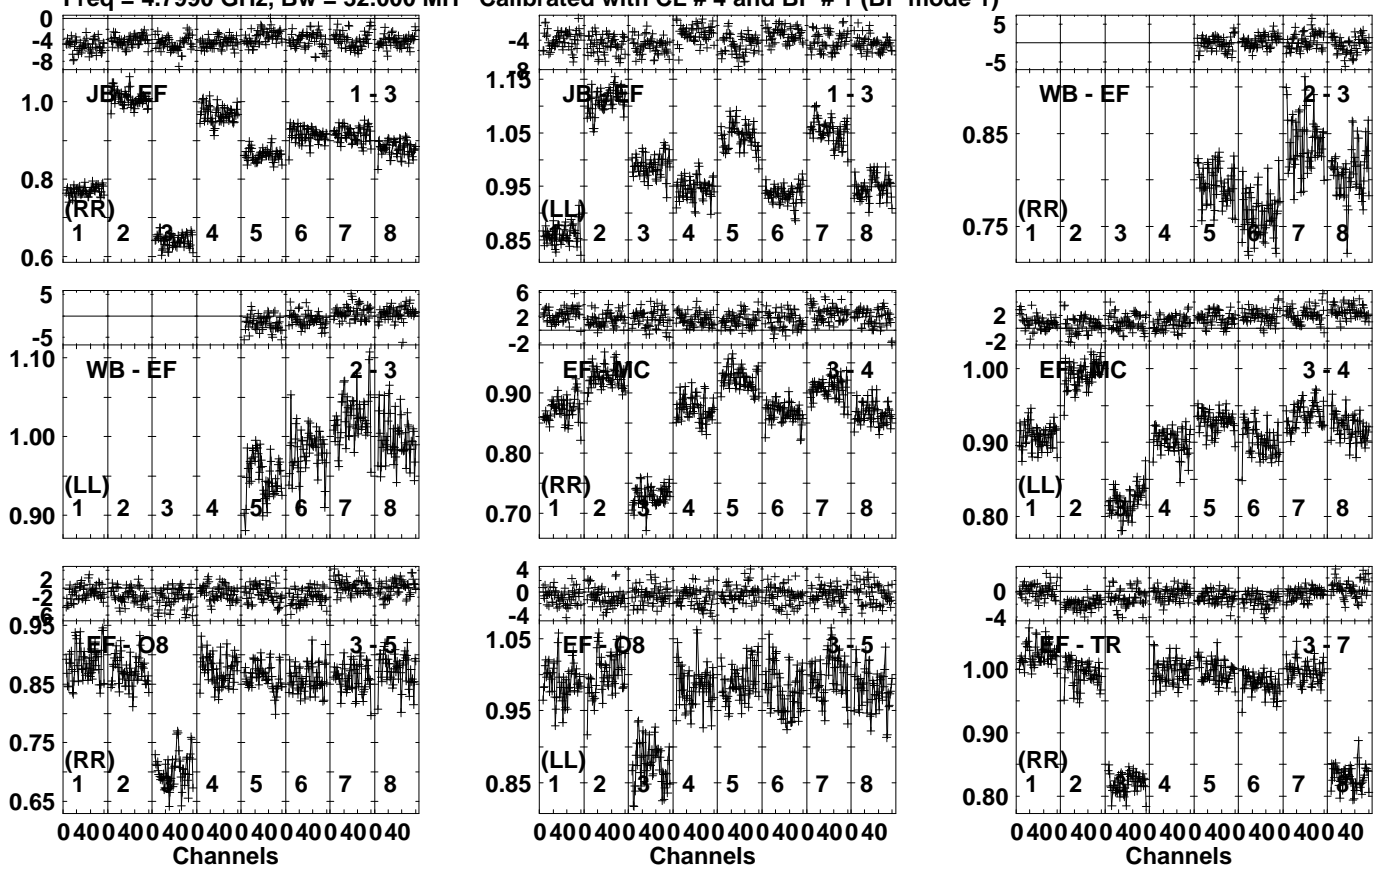 Freq = 4.7990 GHz, Bw = 32.000 MH Calibrated with CL # 4 and BP # 1 (BP mode 1)
0 -4 -8
JB - EF 1 - 3
1.0 0.8 0.6
(RR)
1 2 3 4 5 6 7 8
-4 -8
JB - EF 1 - 3
1.15 1.05 0.95 0.85
(LL)
1 2 3 4 5 6 7 8
5 -5
WB - EF 2 - 3
0.85 0.75
(RR)
1 2 3 4 5 6 7 8
5 -5
WB - EF 2 - 3
1.10 1.00 0.90
(LL)
1 2 3 4 5 6 7 8
6 2 -2
EF - MC 3 - 4
0.90 0.80 0.70
(RR)
1 2 3 4 5 6 7 8
2 -2
EF - MC 3 - 4
1.00 0.90 0.80
(LL)
1 2 3 4 5 6 7 8
2 -2 -6
EF - O8 3 - 5
0.95 0.85 0.75 0.65
(RR)
1 2 3 4 5 6 7 8
4 0 -4
EF - O8 3 - 5
1.05 0.95 0.85
(LL)
1 2 3 4 5 6 7 8
0 -4
EF - TR 3 - 7
1.00 0.90 0.80
(RR)
1 2 3 4 5 6 7 8
0 40 0 40 0 40 0 40 0 40 0 40 0 40 0 40
Channels
0 40 0 40 0 40 0 40 0 40 0 40 0 40 0 40
0 40 0 40 0 40 0 40 0 40 0 40 0 40 0 40
Channels